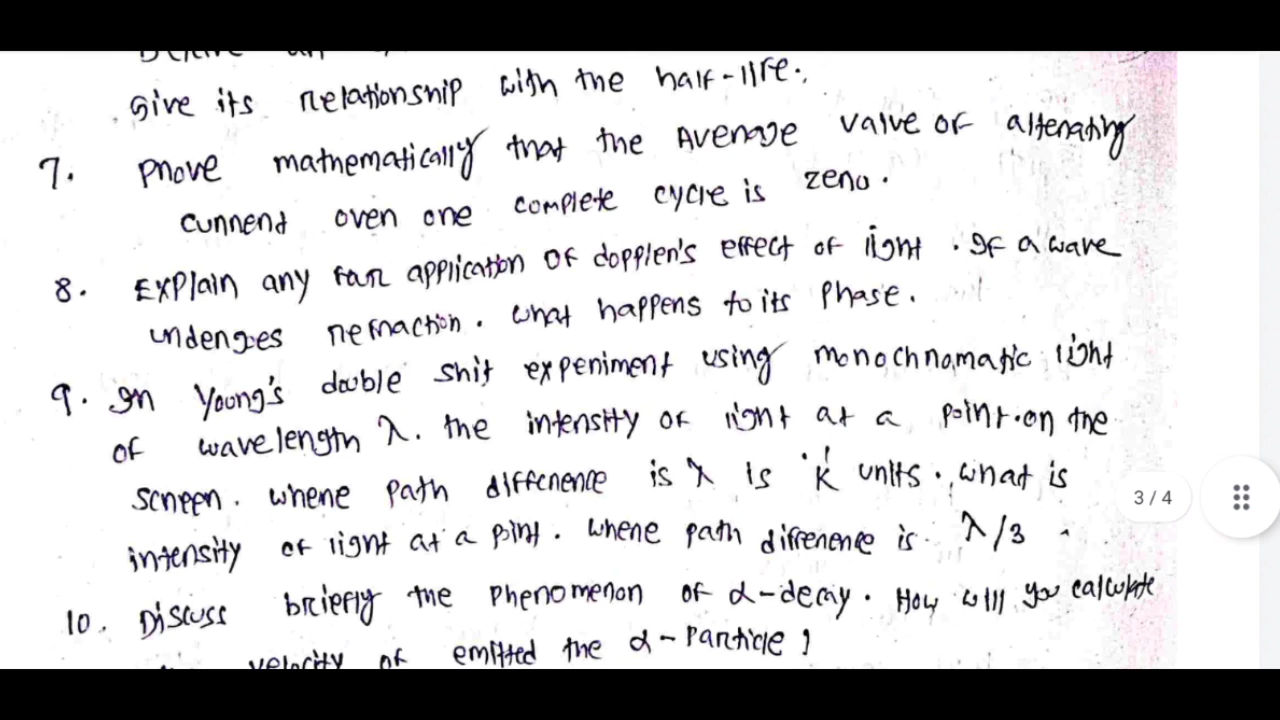 give its relationship with the half-life.
7. prove mathematically that the Average value of alternating
current over one complete cycle is zero.
8. Explain any four application of doppler's effect of light. If a wave
undergoes refraction. what happens to its phase.
9. In Young's double shit experiment using monochromatic light
of wavelength λ. the intensity of light at a point.on the
screen. where path difference is λ is 'K' units., what is
intensity of light at a point. where path difference is. λ/3
10. Discuss briefly the phenomenon of α-decay. How will you calculate
velocity of emitted the α-particle?
3/4